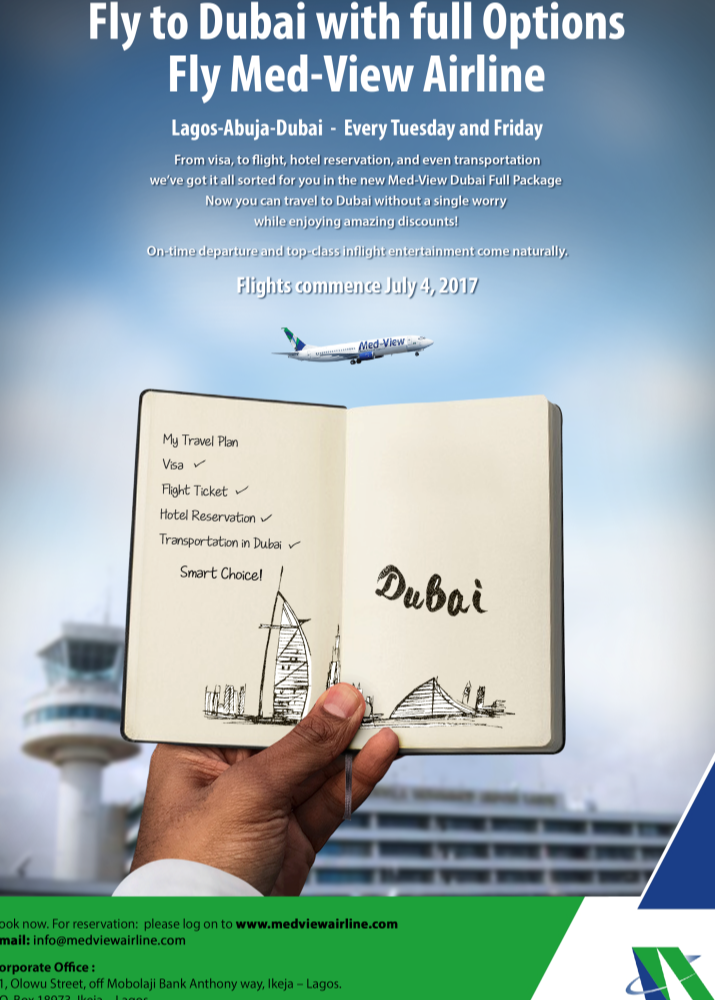 Fly to Dubai with full Options
Fly Med-View Airline
Lagos-Abuja-Dubai - Every Tuesday and Friday
From visa, to flight, hotel reservation, and even transportation
we've got it all sorted for you in the new Med-View Dubai Full Package
Now you can travel to Dubai without a single worry
while enjoying amazing discounts!
On-time departure and top-class inflight entertainment come naturally.
Flights commence July 4, 2017
Med-View
My Travel Plan
Visa ✓
Flight Ticket ✓
Hotel Reservation ✓
Transportation in Dubai ✓
Smart Choice!
Dubai
ook now. For reservation: please log on to www.medviewairline.com
mail: info@medviewairline.com
orporate Office :
1, Olowu Street, off Mobolaji Bank Anthony way, Ikeja – Lagos.
O. Box 18973, Ikeja – Lagos